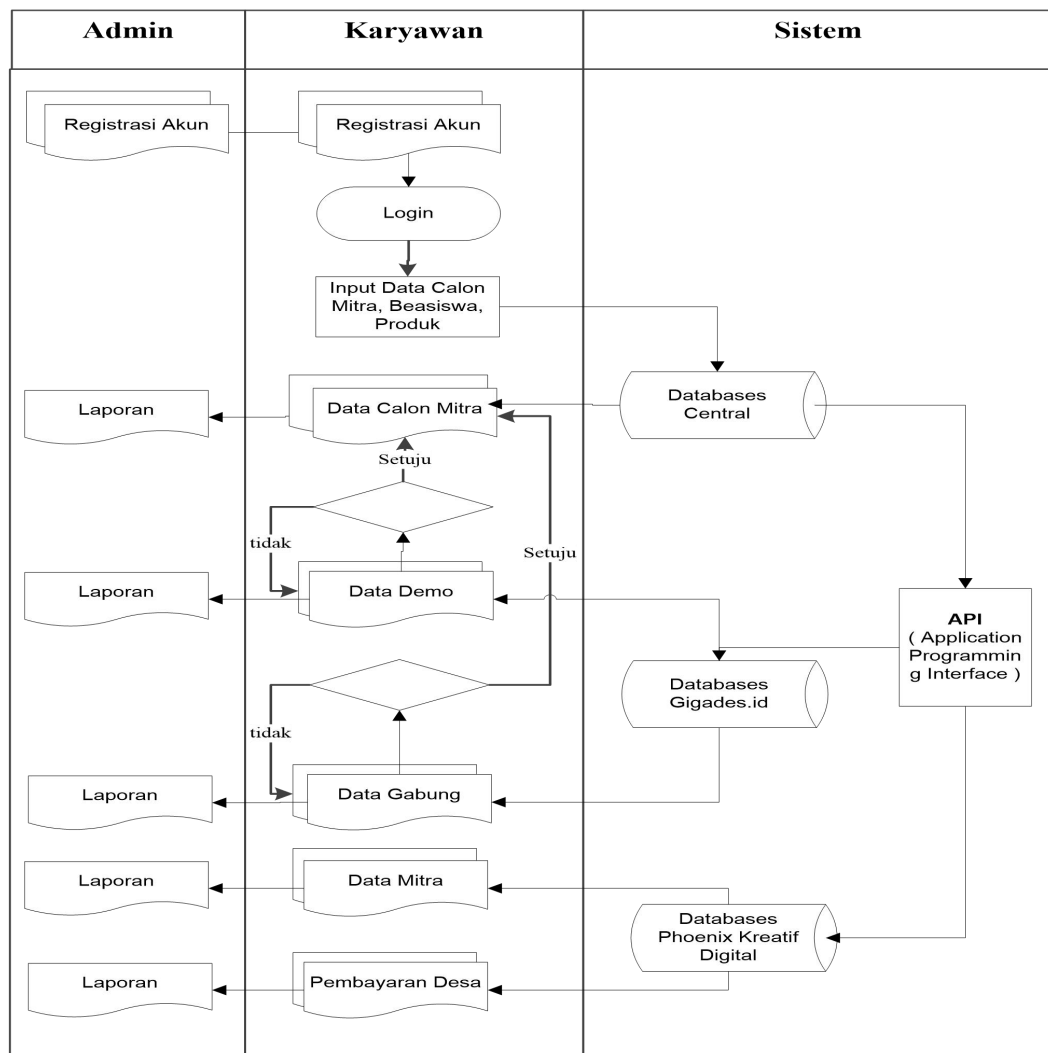 Admin
Karyawan
Sistem
Registrasi Akun
Registrasi Akun
Login
Input Data Calon
Mitra, Beasiswa,
Produk
Laporan
Data Calon Mitra
Databases
Central
Setuju
tidak
Setuju
Laporan
Data Demo
API
( Application
Programmin
g Interface )
Databases
Gigades.id
tidak
Laporan
Data Gabung
Laporan
Data Mitra
Databases
Phoenix Kreatif
Digital
Laporan
Pembayaran Desa